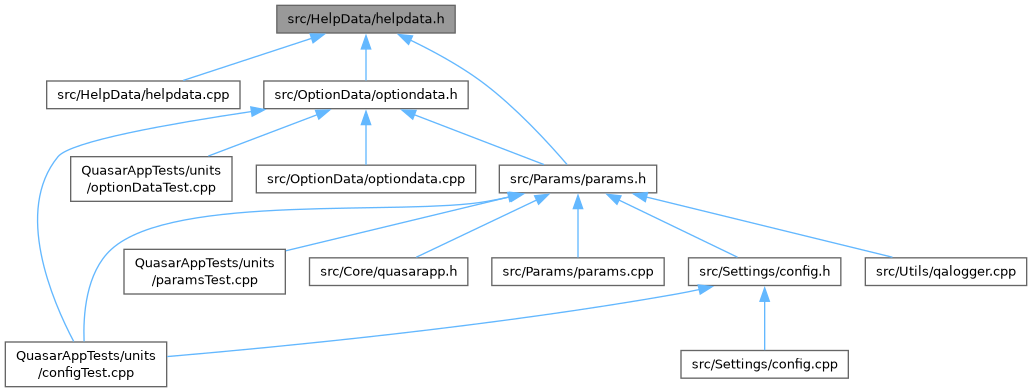 src/HelpData/helpdata.h
src/HelpData/helpdata.cpp
src/OptionData/optiondata.h
QuasarAppTests/units
/optionDataTest.cpp
src/OptionData/optiondata.cpp
src/Params/params.h
QuasarAppTests/units
/paramsTest.cpp
src/Core/quasarapp.h
src/Params/params.cpp
src/Settings/config.h
src/Utils/qalogger.cpp
QuasarAppTests/units
/configTest.cpp
src/Settings/config.cpp